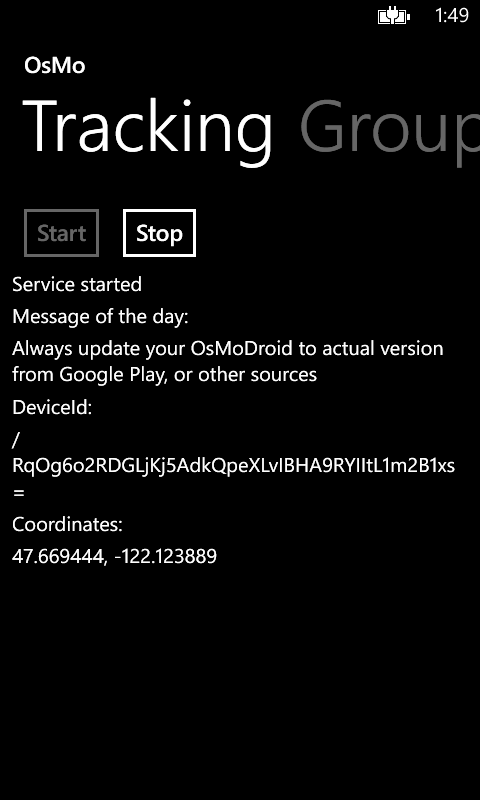 1:49
OsMo
Tracking Group
Start Stop
Service started
Message of the day:
Always update your OsMoDroid to actual version
from Google Play, or other sources
DeviceId:
/
RqOg6o2RDGLjKj5AdkQpeXLvIBHA9RYIItL1m2B1xs
=
Coordinates:
47.669444, -122.123889